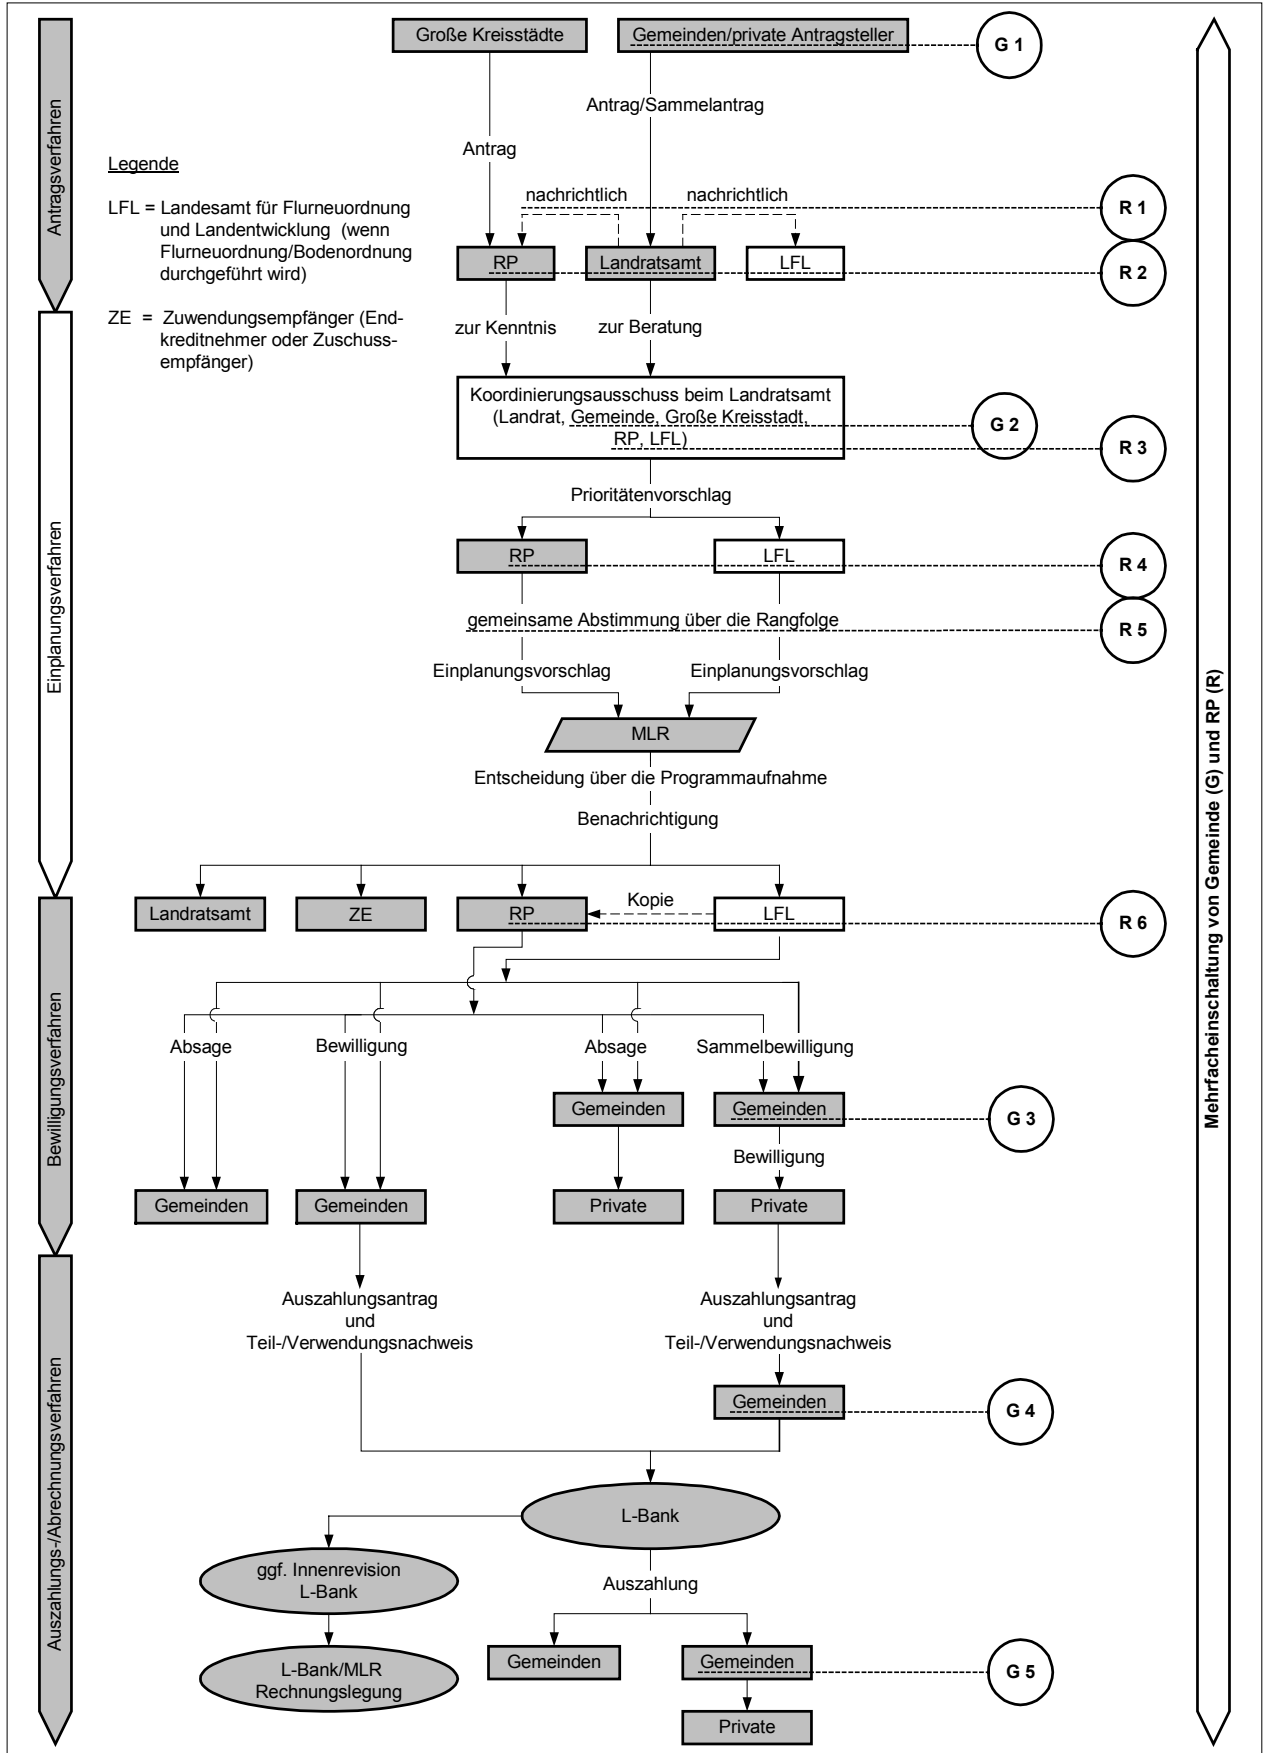 Große Kreisstädte
Gemeinden/private Antragsteller
G 1
Antrag/Sammelantrag
Antrag
Antragsverfahren
Legende
LFL = Landesamt für Flurneuordnung
und Landentwicklung (wenn
Flurneuordnung/Bodenordnung
durchgeführt wird)
ZE = Zuwendungsempfänger (End-
kreditnehmer oder Zuschuss-
empfänger)
nachrichtlich
nachrichtlich
R 1
RP
Landratsamt
LFL
R 2
zur Kenntnis
zur Beratung
Koordinierungsausschuss beim Landratsamt
(Landrat, Gemeinde, Große Kreisstadt,
RP, LFL)
G 2
R 3
Prioritätenvorschlag
RP
LFL
R 4
gemeinsame Abstimmung über die Rangfolge
R 5
Einplanungsverfahren
Einplanungsvorschlag
Einplanungsvorschlag
MLR
Entscheidung über die Programmaufnahme
Benachrichtigung
Mehrfacheinschaltung von Gemeinde (G) und RP (R)
Landratsamt
ZE
RP
Kopie
LFL
R 6
Bewilligungsverfahren
Absage
Bewilligung
Absage
Sammelbewilligung
Gemeinden
Gemeinden
G 3
Bewilligung
Gemeinden
Gemeinden
Private
Private
Auszahlungs-/Abrechnungsverfahren
Auszahlungsantrag
und
Teil-/Verwendungsnachweis
Auszahlungsantrag
und
Teil-/Verwendungsnachweis
Gemeinden
G 4
L-Bank
ggf. Innenrevision
L-Bank
Auszahlung
L-Bank/MLR
Rechnungslegung
Gemeinden
Gemeinden
G 5
Private